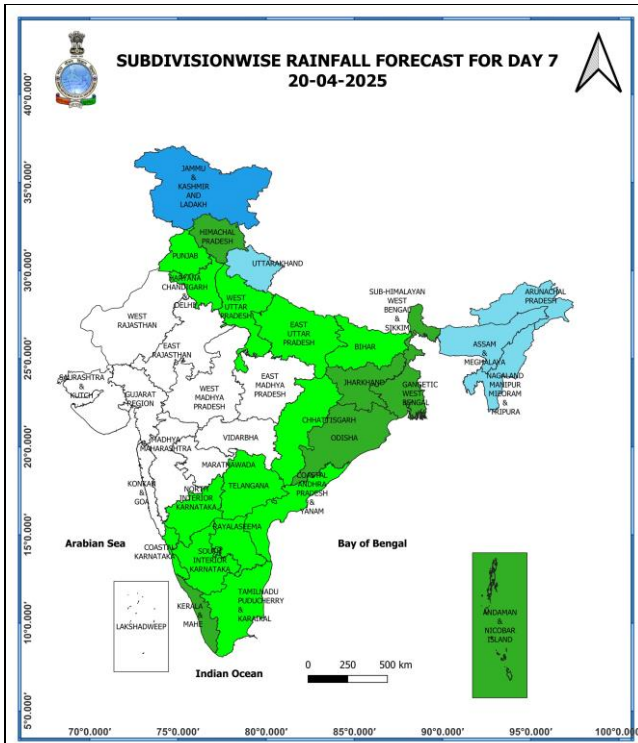 SUBDIVISIONWISE RAINFALL FORECAST FOR DAY 7
20-04-2025
40°0.000'
35°0.000'
30°0.000'
25°0.000'
20°0.000'
15°0.000'
10°0.000'
5°0.000'
JAMMU
&
KASHMIR
AND
LADAKH
HIMACHAL
PRADESH
PUNJAB
UTTARAKHAND
CHANDIGARH
&
DELHI
WEST
UTTAR
PRADESH
WEST
RAJASTHAN
EAST
RAJASTHAN
EAST
UTTAR
PRADESH
BIHAR
SUB-HIMALAYAN
WEST
BENGAL
&
SIKKIM
ARUNACHAL
PRADESH
ASSAM
&
MEGHALAYA
NAGALAND
MANIPUR
MIZORAM
&
TRIPURA
SAURASHTRA
&
KUTCH
GUJARAT
REGION
WEST
MADHYA
PRADESH
EAST
MADHYA
PRADESH
JHARKHAND
GANGETIC
WEST
BENGAL
CHHATISGARH
ODISHA
MADHYA
MAHARASHTRA
VIDARBHA
MARATHAWADA
KONKAN
&
GOA
NORTH
INTERIOR
KARNATAKA
TELANGANA
COASTAL
ANDHRA
PRADESH
&
YANAM
RAYALASEEMA
Arabian Sea
Bay of Bengal
COASTAL
KARNATAKA
SOUTH
INTERIOR
KARNATAKA
KERALA
&
MAHE
TAMILNADU
PUDUCHERRY
&
KARAIKAL
LAKSHADWEEP
ANDAMAN
&
NICOBAR
ISLAND
Indian Ocean
0 250 500 km
70°0.000' 75°0.000' 80°0.000' 85°0.000' 90°0.000' 95°0.000' 100°0.000'